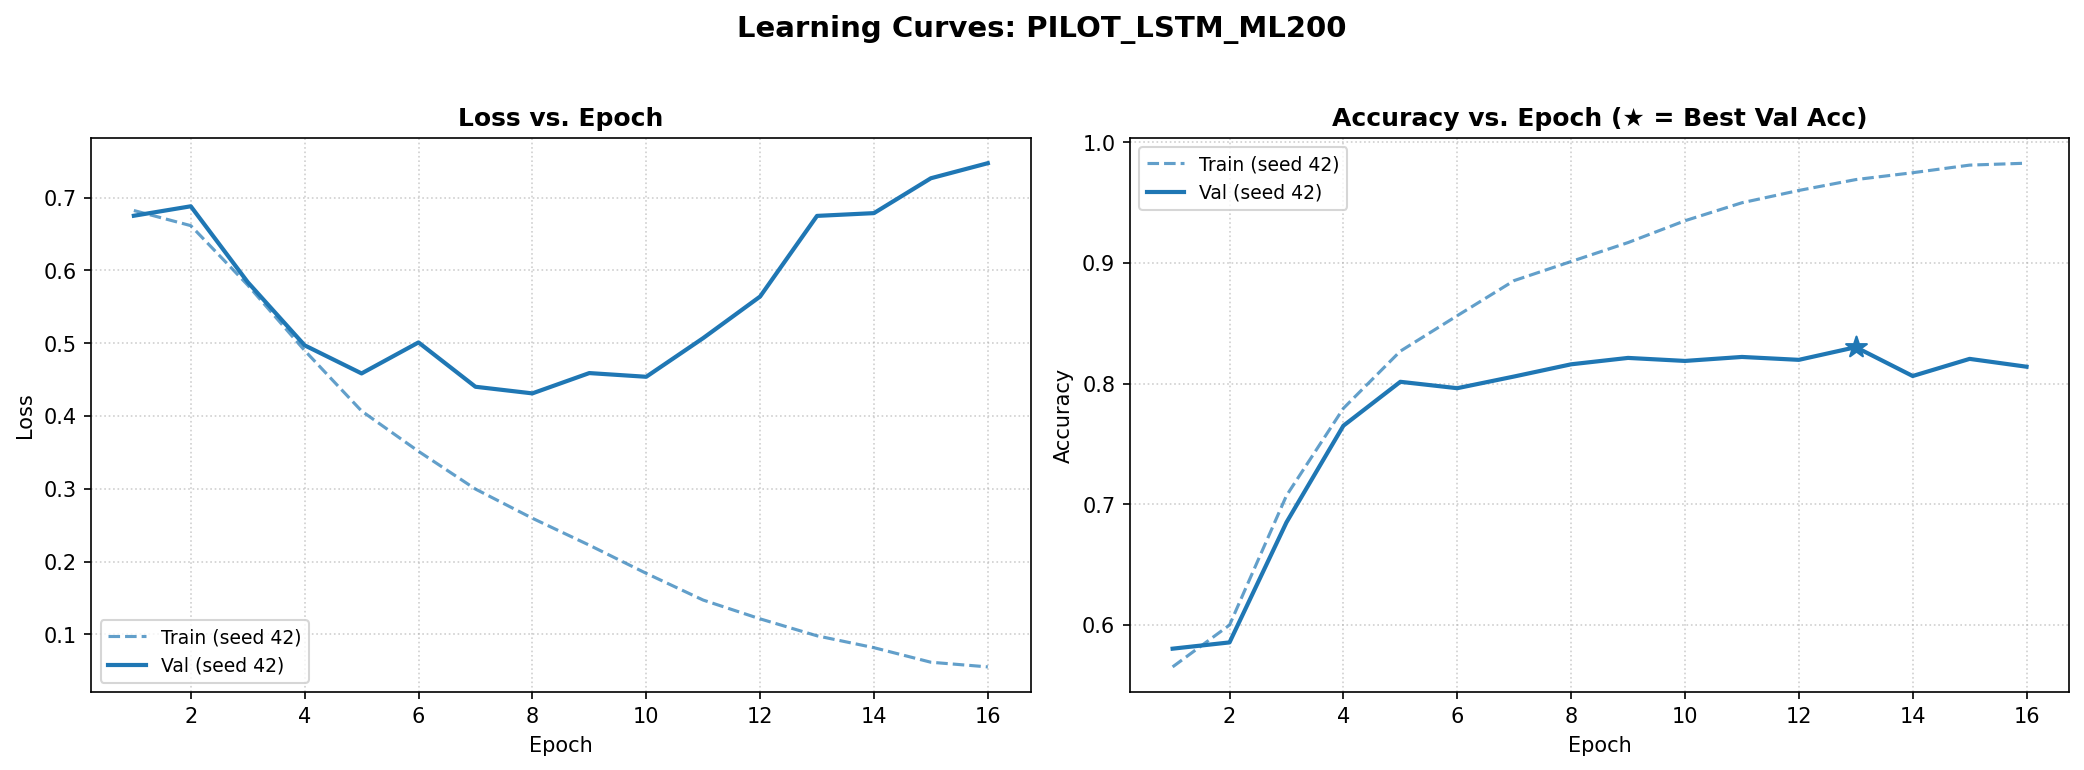 Learning Curves: PILOT_LSTM_ML200
Loss vs. Epoch
Loss
0.7
0.6
0.5
0.4
0.3
0.2
0.1
Train (seed 42)
Val (seed 42)
2 4 6 8 10 12 14 16
Epoch
Accuracy vs. Epoch (★ = Best Val Acc)
Accuracy
1.0
0.9
0.8
0.7
0.6
Train (seed 42)
Val (seed 42)
2 4 6 8 10 12 14 16
Epoch